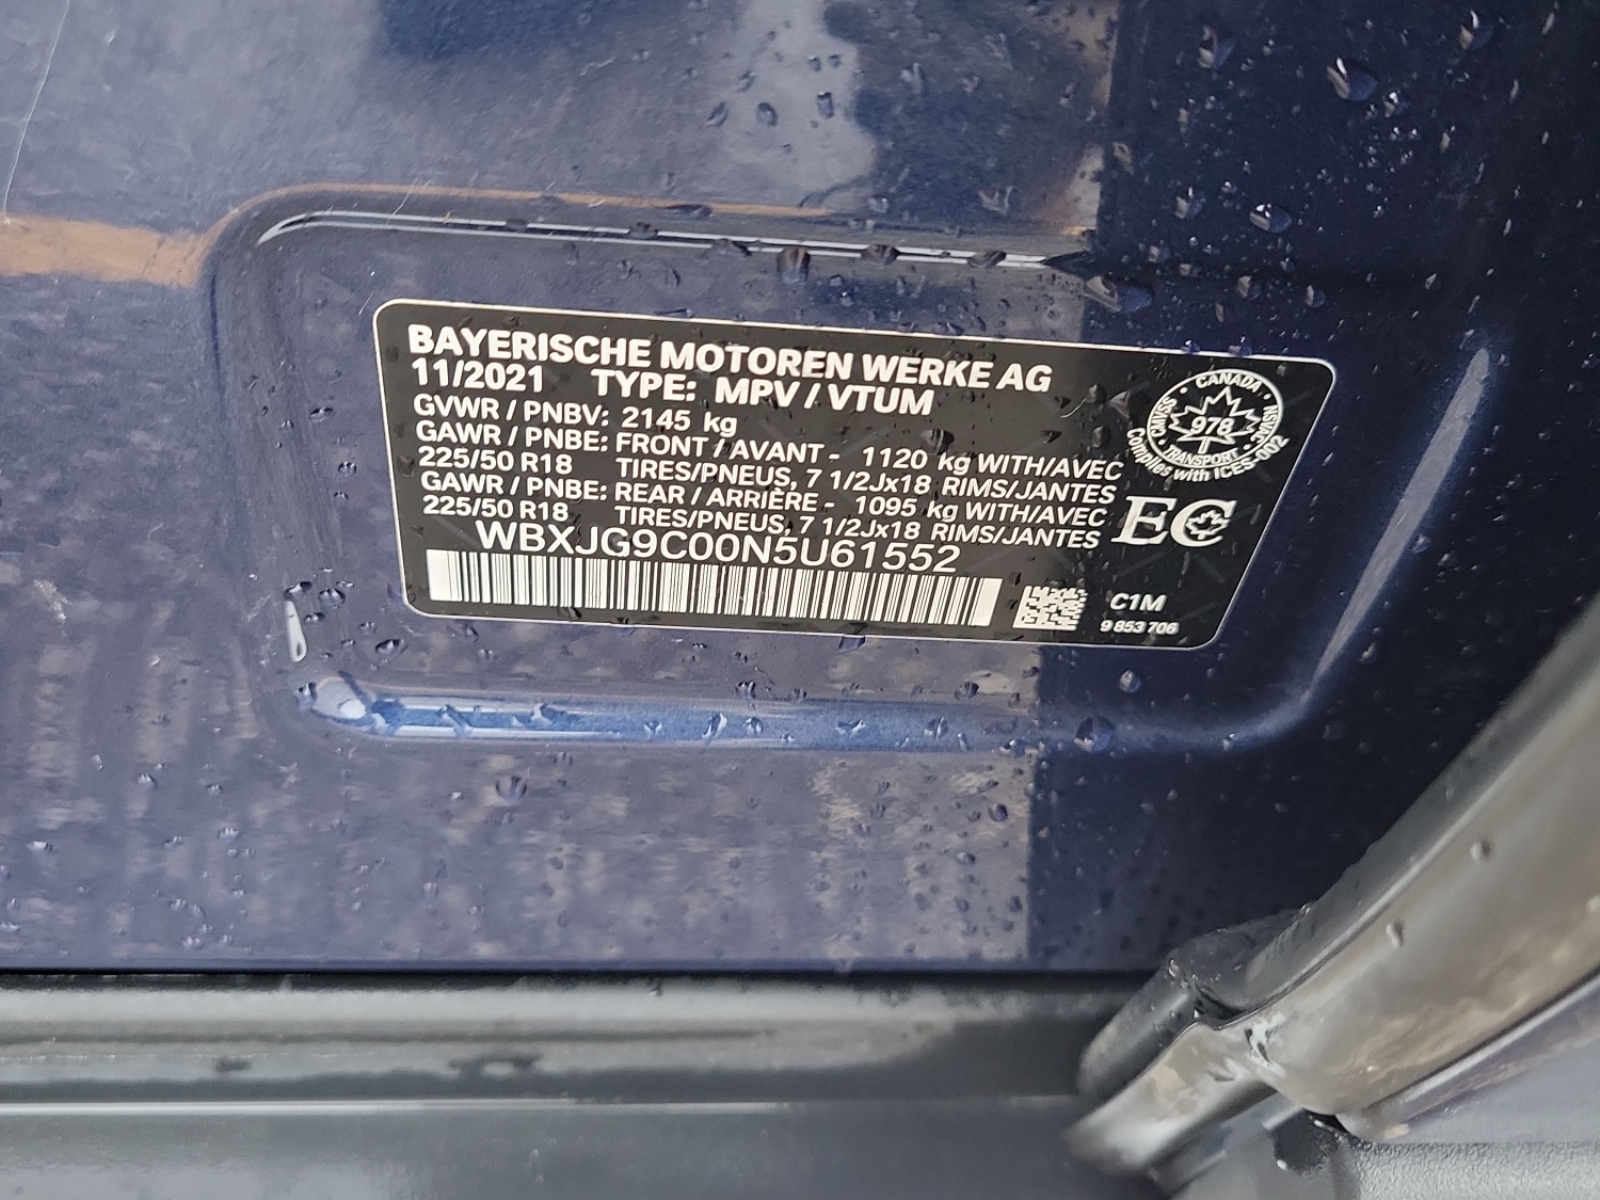 BAYERISCHE MOTOREN WERKE AG
11/2021 TYPE: MPV / VTUM
GVWR / PNBV: 2145 kg
GAWR / PNBE: FRONT / AVANT - 1120 kg WITH/AVEC
225/50 R18 TIRES/PNEUS, 7 1/2Jx18 RIMS/JANTES
GAWR / PNBE: REAR / ARRIÈRE - 1095 kg WITH/AVEC
225/50 R18 TIRES/PNEUS, 7 1/2Jx18 RIMS/JANTES
WBXJG9C00N5U61552
CANADA
NSVAC
978
CMVSS
TRANSPORT
Complies with ICES-002
EC
C1M
9 853 706